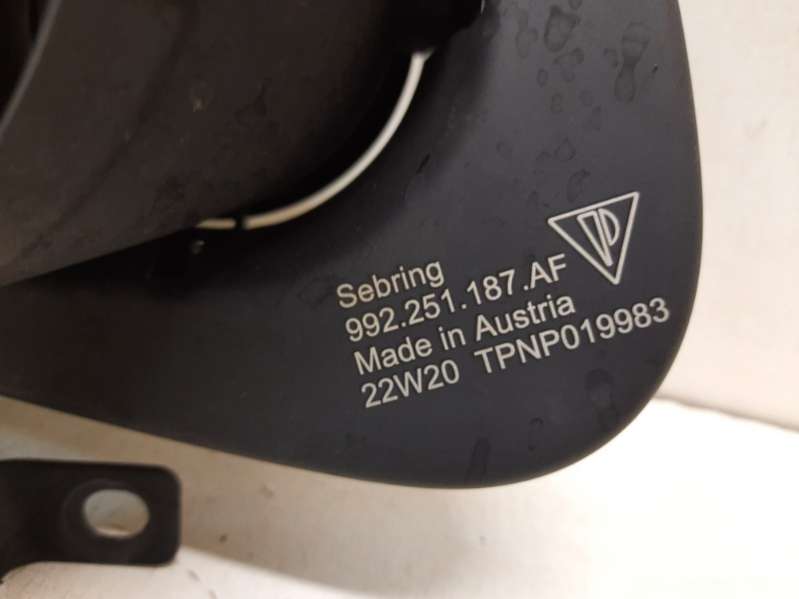 Sebring
992.251.187.AF
Made in Austria
22W20 TPNP019983